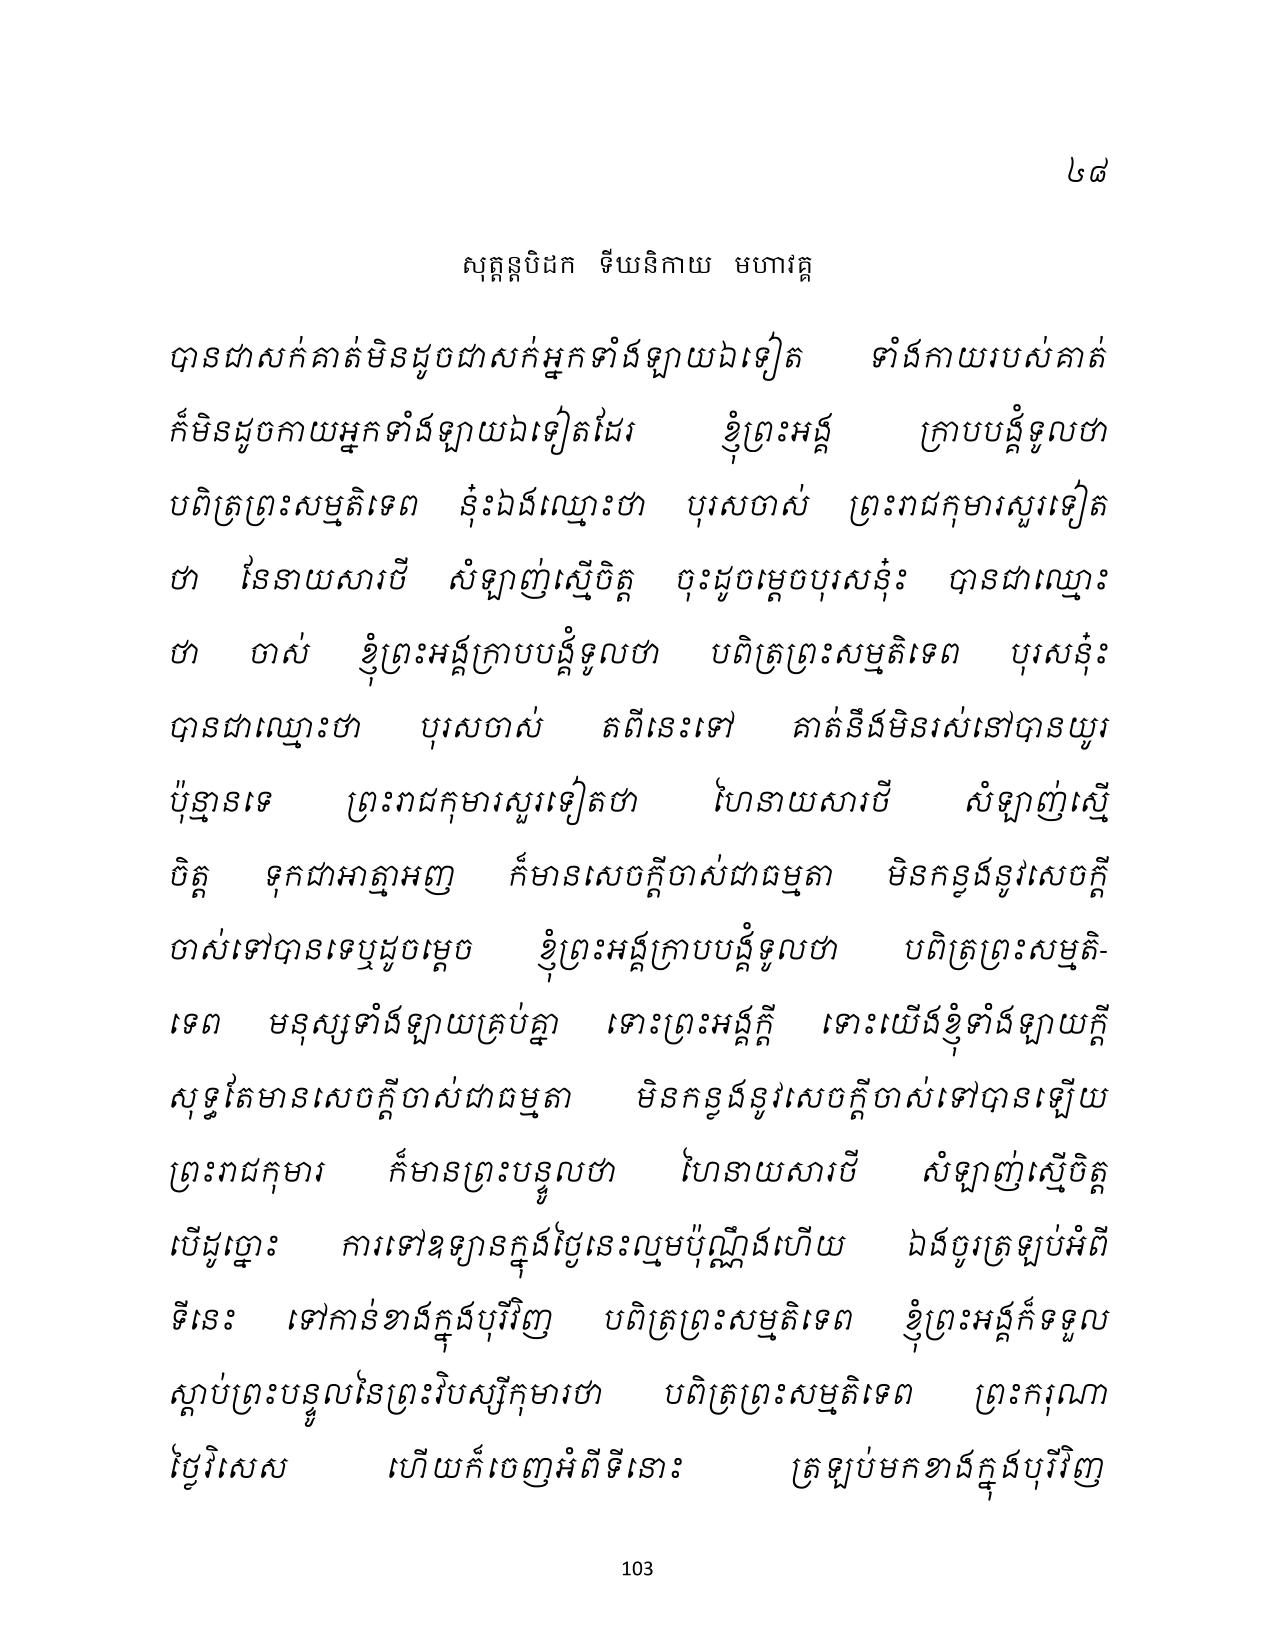 ៤៨
សុត្តន្តបិដក ទីឃនិកាយ មហាវគ្គ
បានជាសក់គាត់មិនដូចជាសក់អ្នកទាំងឡាយឯទៀត ទាំងកាយរបស់គាត់
ក៏មិនដូចកាយអ្នកទាំងឡាយឯទៀតដែរ ខ្ញុំព្រះអង្គ ក្រាបបង្គំទូលថា
បពិត្រព្រះសម្មតិទេព នុ៎ះឯងឈ្មោះថា បុរសចាស់ ព្រះរាជកុមារសួរទៀត
ថា នែនាយសារថី សំឡាញ់ស្មើចិត្ត ចុះដូចម្តេចបុរសនុ៎ះ បានជាឈ្មោះ
ថា ចាស់ ខ្ញុំព្រះអង្គក្រាបបង្គំទូលថា បពិត្រព្រះសម្មតិទេព បុរសនុ៎ះ
បានជាឈ្មោះថា បុរសចាស់ តពីនេះទៅ គាត់នឹងមិនរស់នៅបានយូរ
ប៉ុន្មានទេ ព្រះរាជកុមារសួរទៀតថា ហៃនាយសារថី សំឡាញ់ស្មើ
ចិត្ត ទុកជាអាត្មាអញ ក៏មានសេចក្តីចាស់ជាធម្មតា មិនកន្លងនូវសេចក្តី
ចាស់ទៅបានទេឬដូចម្តេច ខ្ញុំព្រះអង្គក្រាបបង្គំទូលថា បពិត្រព្រះសម្មតិ-
ទេព មនុស្សទាំងឡាយគ្រប់គ្នា ទោះព្រះអង្គក្តី ទោះយើងខ្ញុំទាំងឡាយក្តី
សុទ្ធតែមានសេចក្តីចាស់ជាធម្មតា មិនកន្លងនូវសេចក្តីចាស់ទៅបានឡើយ
ព្រះរាជកុមារ ក៏មានព្រះបន្ទូលថា ហៃនាយសារថី សំឡាញ់ស្មើចិត្ត
បើដូច្នោះ ការទៅឧទ្យានក្នុងថ្ងៃនេះល្មមប៉ុណ្ណឹងហើយ ឯងចូរត្រឡប់អំពី
ទីនេះ ទៅកាន់ខាងក្នុងបុរីវិញ បពិត្រព្រះសម្មតិទេព ខ្ញុំព្រះអង្គក៏ទទួល
ស្តាប់ព្រះបន្ទូលនៃព្រះវិបស្សីកុមារថា បពិត្រព្រះសម្មតិទេព ព្រះករុណា
ថ្លៃវិសេស ហើយក៏ចេញអំពីទីនោះ ត្រឡប់មកខាងក្នុងបុរីវិញ
103